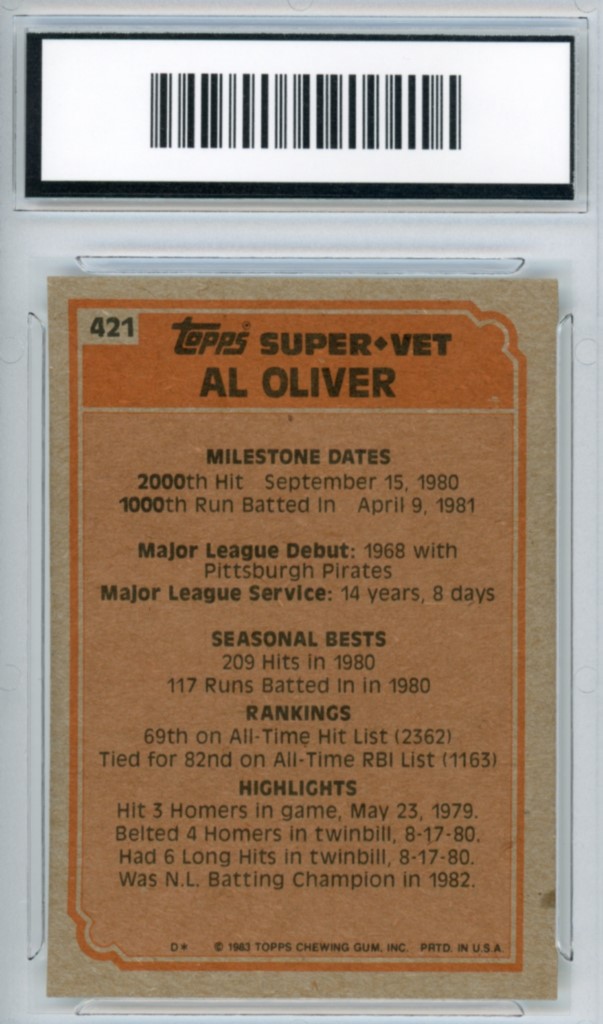 421
Topps SUPER◆VET
AL OLIVER
MILESTONE DATES
2000th Hit September 15, 1980
1000th Run Batted In April 9, 1981
Major League Debut: 1968 with
Pittsburgh Pirates
Major League Service: 14 years, 8 days
SEASONAL BESTS
209 Hits in 1980
117 Runs Batted In in 1980
RANKINGS
69th on All-Time Hit List (2362)
Tied for 82nd on All-Time RBI List (1163)
HIGHLIGHTS
Hit 3 Homers in game, May 23, 1979.
Belted 4 Homers in twinbill, 8-17-80.
Had 6 Long Hits in twinbill, 8-17-80.
Was N.L. Batting Champion in 1982.
D* © 1983 TOPPS CHEWING GUM, INC. PRTD. IN U.S.A.